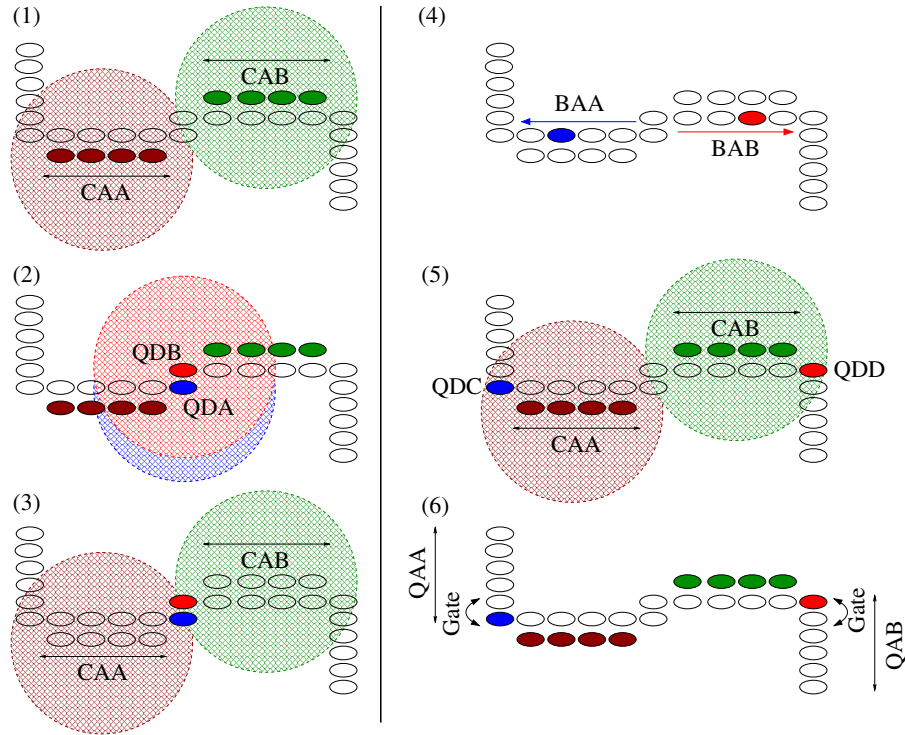 (1)
CAB
CAA
(2)
QDB
QDA
(3)
CAB
CAA
(4)
BAA
BAB
(5)
CAB
QDC
QDD
CAA
(6)
QAA
Gate
Gate
QAB